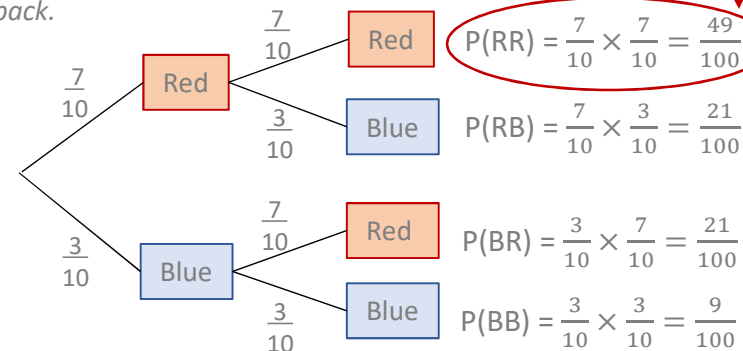 back.
7/10
Red
7/10
Red
P(RR) = 7/10 × 7/10 = 49/100
3/10
Blue
P(RB) = 7/10 × 3/10 = 21/100
3/10
Blue
7/10
Red
P(BR) = 3/10 × 7/10 = 21/100
3/10
Blue
P(BB) = 3/10 × 3/10 = 9/100